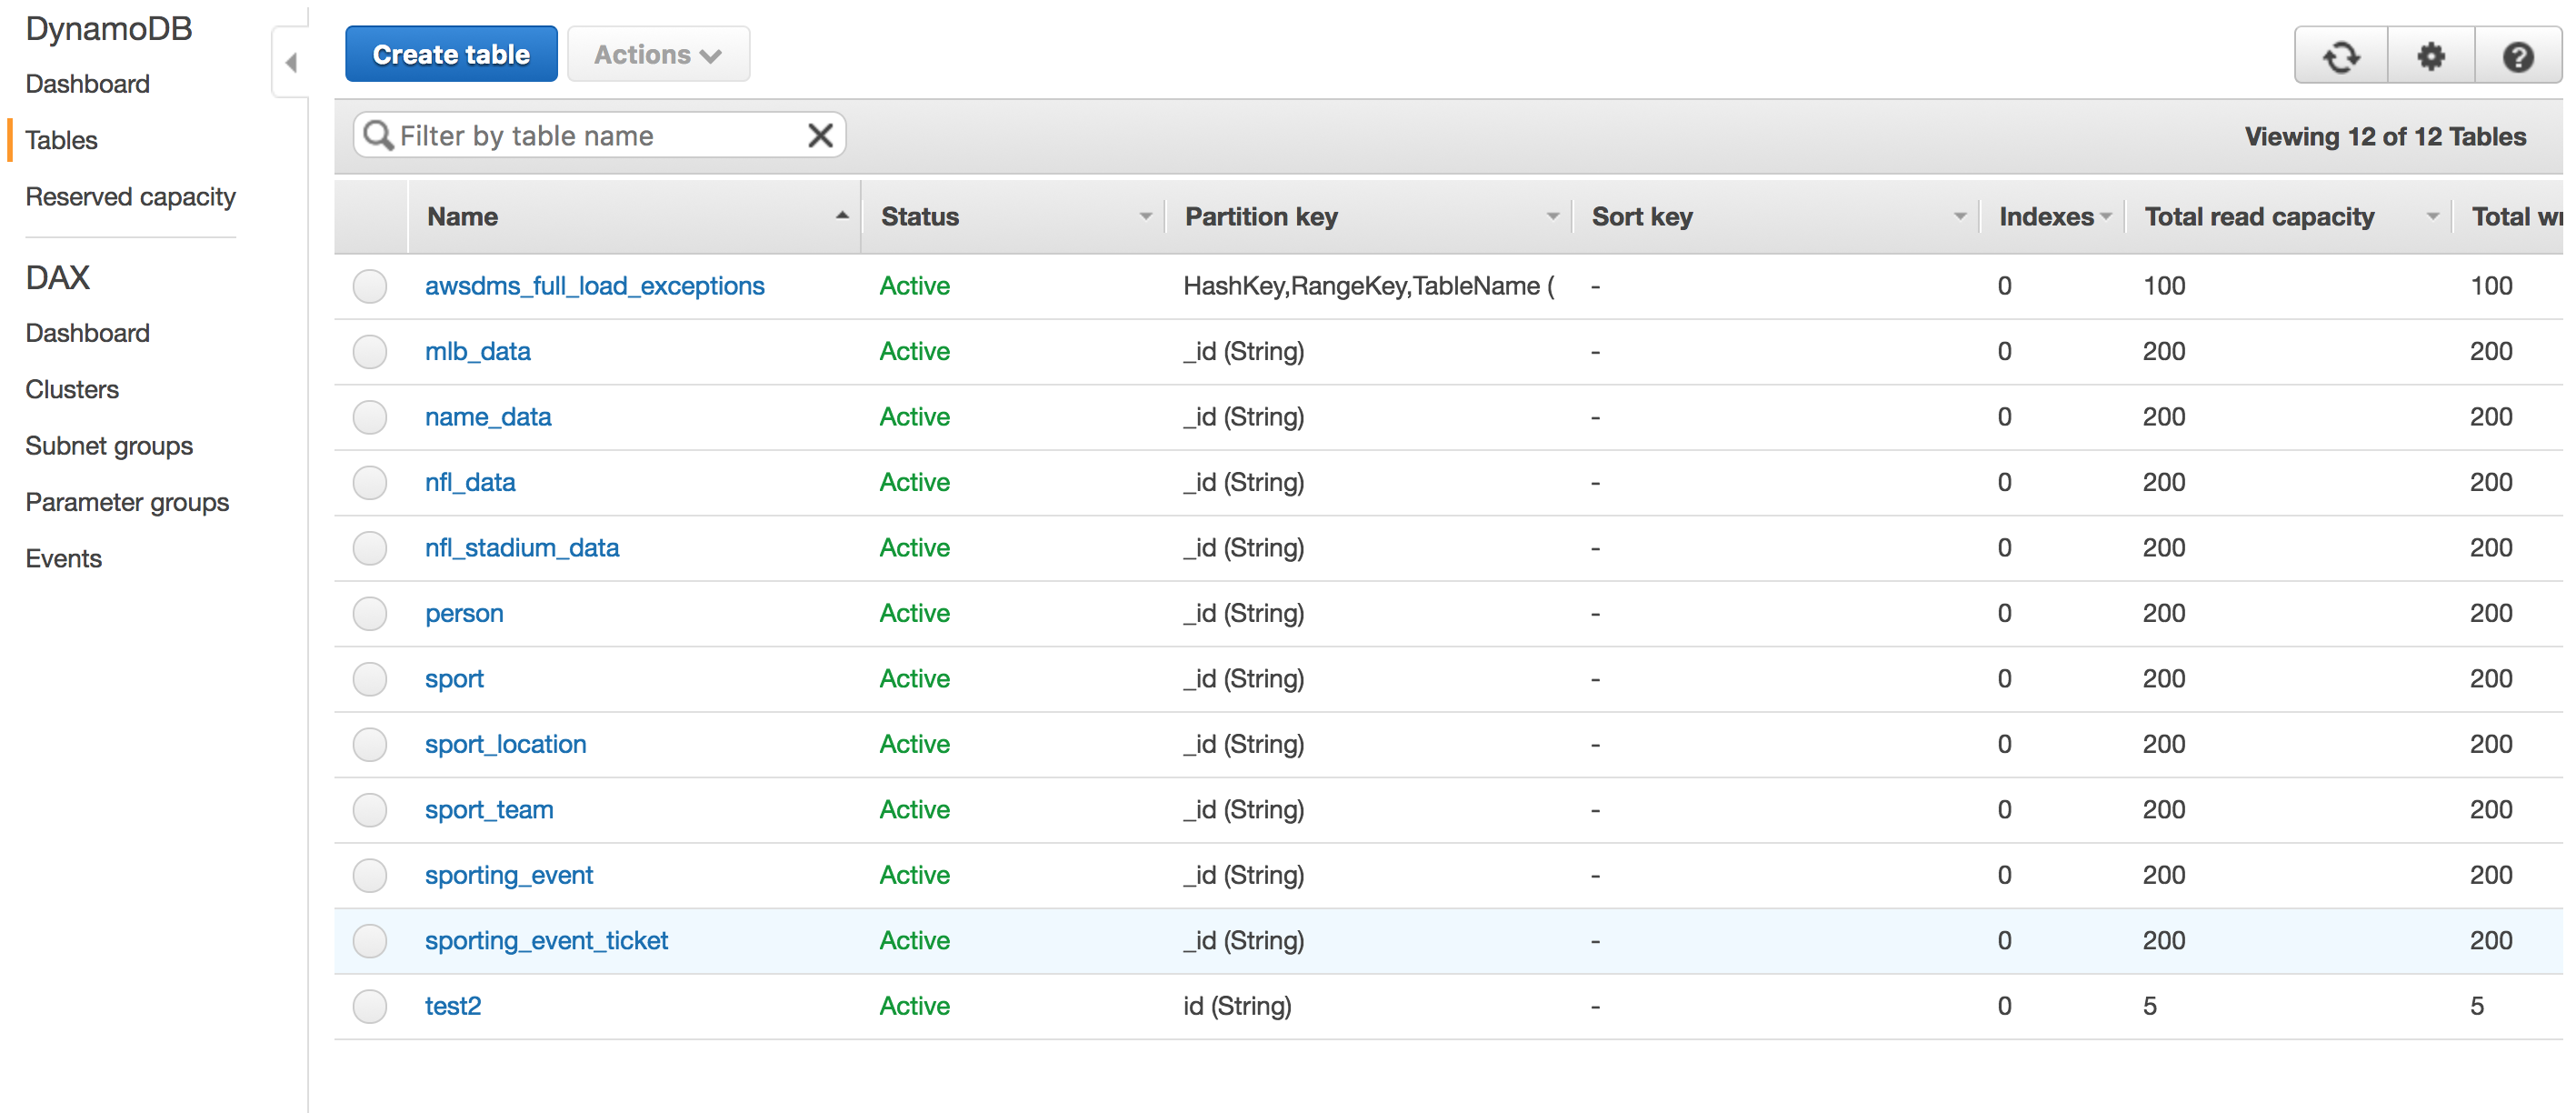 DynamoDB
Dashboard
Tables
Reserved capacity
DAX
Dashboard
Clusters
Subnet groups
Parameter groups
Events
Create table Actions
Filter by table name
Viewing 12 of 12 Tables
Name Status Partition key Sort key Indexes Total read capacity Total wr
awsdms_full_load_exceptions Active HashKey,RangeKey,TableName ( - 0 100 100
mlb_data Active _id (String) - 0 200 200
name_data Active _id (String) - 0 200 200
nfl_data Active _id (String) - 0 200 200
nfl_stadium_data Active _id (String) - 0 200 200
person Active _id (String) - 0 200 200
sport Active _id (String) - 0 200 200
sport_location Active _id (String) - 0 200 200
sport_team Active _id (String) - 0 200 200
sporting_event Active _id (String) - 0 200 200
sporting_event_ticket Active _id (String) - 0 200 200
test2 Active id (String) - 0 5 5